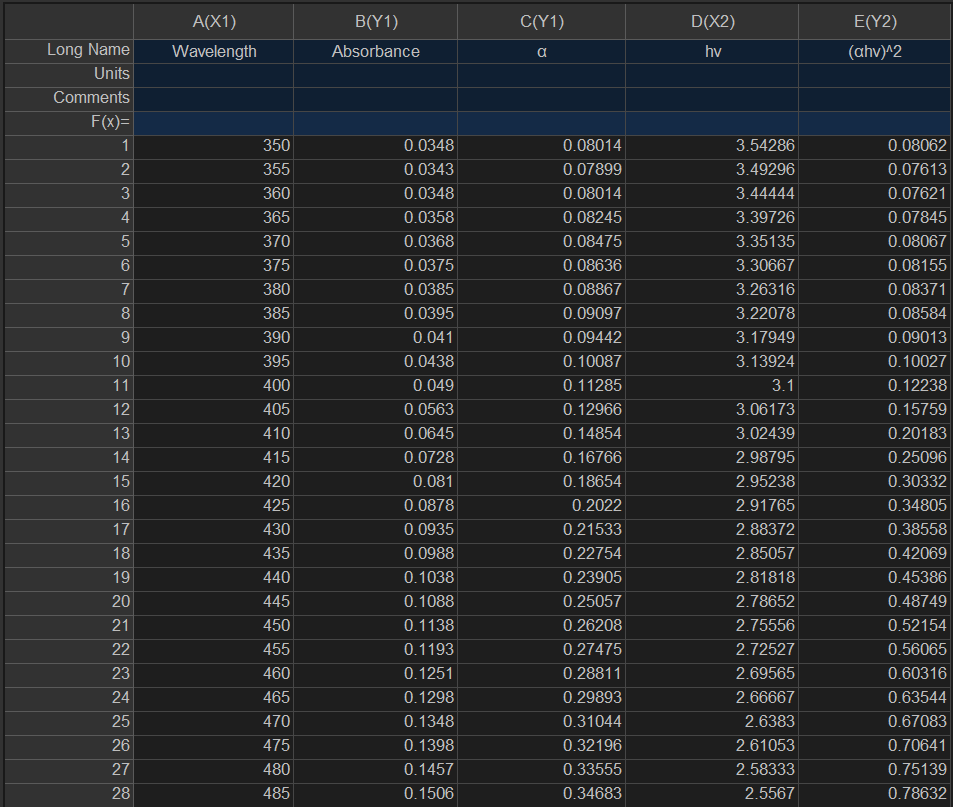 A(X1) B(Y1) C(Y1) D(X2) E(Y2)
Long Name Wavelength Absorbance α hv (αhv)^2
Units
Comments
F(x)=
1 350 0.0348 0.08014 3.54286 0.08062
2 355 0.0343 0.07899 3.49296 0.07613
3 360 0.0348 0.08014 3.44444 0.07621
4 365 0.0358 0.08245 3.39726 0.07845
5 370 0.0368 0.08475 3.35135 0.08067
6 375 0.0375 0.08636 3.30667 0.08155
7 380 0.0385 0.08867 3.26316 0.08371
8 385 0.0395 0.09097 3.22078 0.08584
9 390 0.041 0.09442 3.17949 0.09013
10 395 0.0438 0.10087 3.13924 0.10027
11 400 0.049 0.11285 3.1 0.12238
12 405 0.0563 0.12966 3.06173 0.15759
13 410 0.0645 0.14854 3.02439 0.20183
14 415 0.0728 0.16766 2.98795 0.25096
15 420 0.081 0.18654 2.95238 0.30332
16 425 0.0878 0.2022 2.91765 0.34805
17 430 0.0935 0.21533 2.88372 0.38558
18 435 0.0988 0.22754 2.85057 0.42069
19 440 0.1038 0.23905 2.81818 0.45386
20 445 0.1088 0.25057 2.78652 0.48749
21 450 0.1138 0.26208 2.75556 0.52154
22 455 0.1193 0.27475 2.72527 0.56065
23 460 0.1251 0.28811 2.69565 0.60316
24 465 0.1298 0.29893 2.66667 0.63544
25 470 0.1348 0.31044 2.6383 0.67083
26 475 0.1398 0.32196 2.61053 0.70641
27 480 0.1457 0.33555 2.58333 0.75139
28 485 0.1506 0.34683 2.5567 0.78632